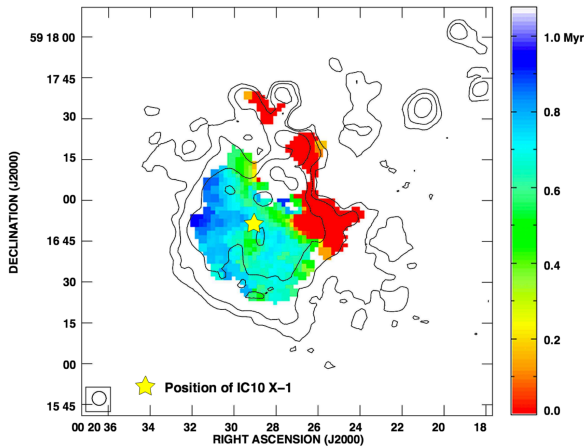 59 18 00
17 45
30
15
00
16 45
30
15
00
15 45
DECLINATION (J2000)
00 20 36 34 32 30 28 26 24 22 20 18
RIGHT ASCENSION (J2000)
Position of IC10 X-1
1.0 Myr
0.8
0.6
0.4
0.2
0.0